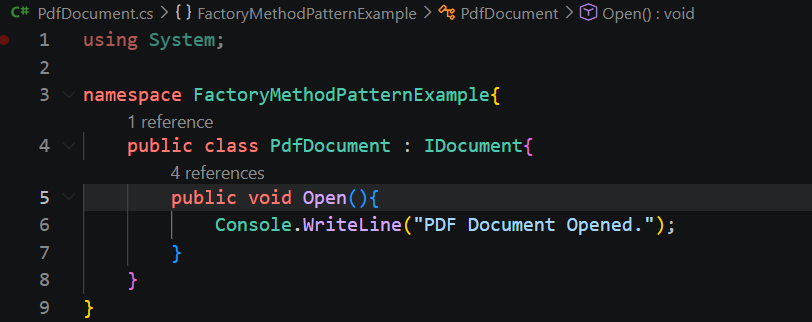 C# PdfDocument.cs > {} FactoryMethodPatternExample > PdfDocument > Open() : void
1 using System;
2
3 namespace FactoryMethodPatternExample{
1 reference
4 public class PdfDocument : IDocument{
4 references
5 public void Open(){
6 Console.WriteLine("PDF Document Opened.");
7 }
8 }
9 }